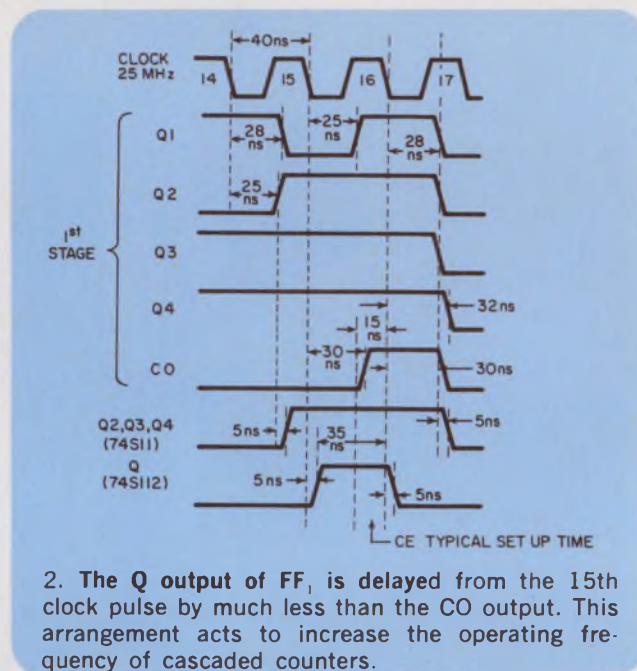 40ns
CLOCK
25 MHz
14 15 16 17
Q1
28 ns
25 ns
28 ns
Q2
25 ns
1st STAGE
Q3
Q4
32ns
15 ns
CO
30 ns
30ns
Q2,Q3,Q4
(74S11)
5ns
35 ns
5ns
Q
(74S112)
5ns
5ns
CE TYPICAL SET UP TIME
2. The Q output of FF1 is delayed from the 15th
clock pulse by much less than the CO output. This
arrangement acts to increase the operating fre-
quency of cascaded counters.